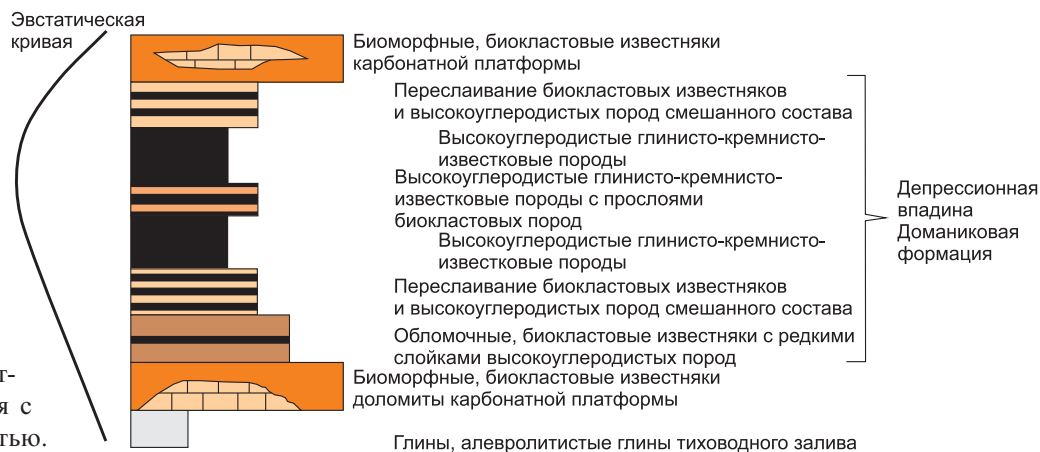 Эвстатическая
кривая
Биоморфные, биокластовые известняки
карбонатной платформы
Переслаивание биокластовых известняков
и высокоуглеродистых пород смешанного состава
Высокоуглеродистые глинисто-кремнисто-
известковые породы
Высокоуглеродистые глинисто-кремнисто-
известковые породы с прослоями
биокластовых пород
Высокоуглеродистые глинисто-кремнисто-
известковые породы
Переслаивание биокластовых известняков
и высокоуглеродистых пород смешанного состава
Обломочные, биокластовые известняки с редкими
слойками высокоуглеродистых пород
Биоморфные, биокластовые известняки
доломиты карбонатной платформы
Глины, алевролитистые глины тиховодного залива
Депрессионная
впадина
Доманиковая
формация
т-
я с
тью.